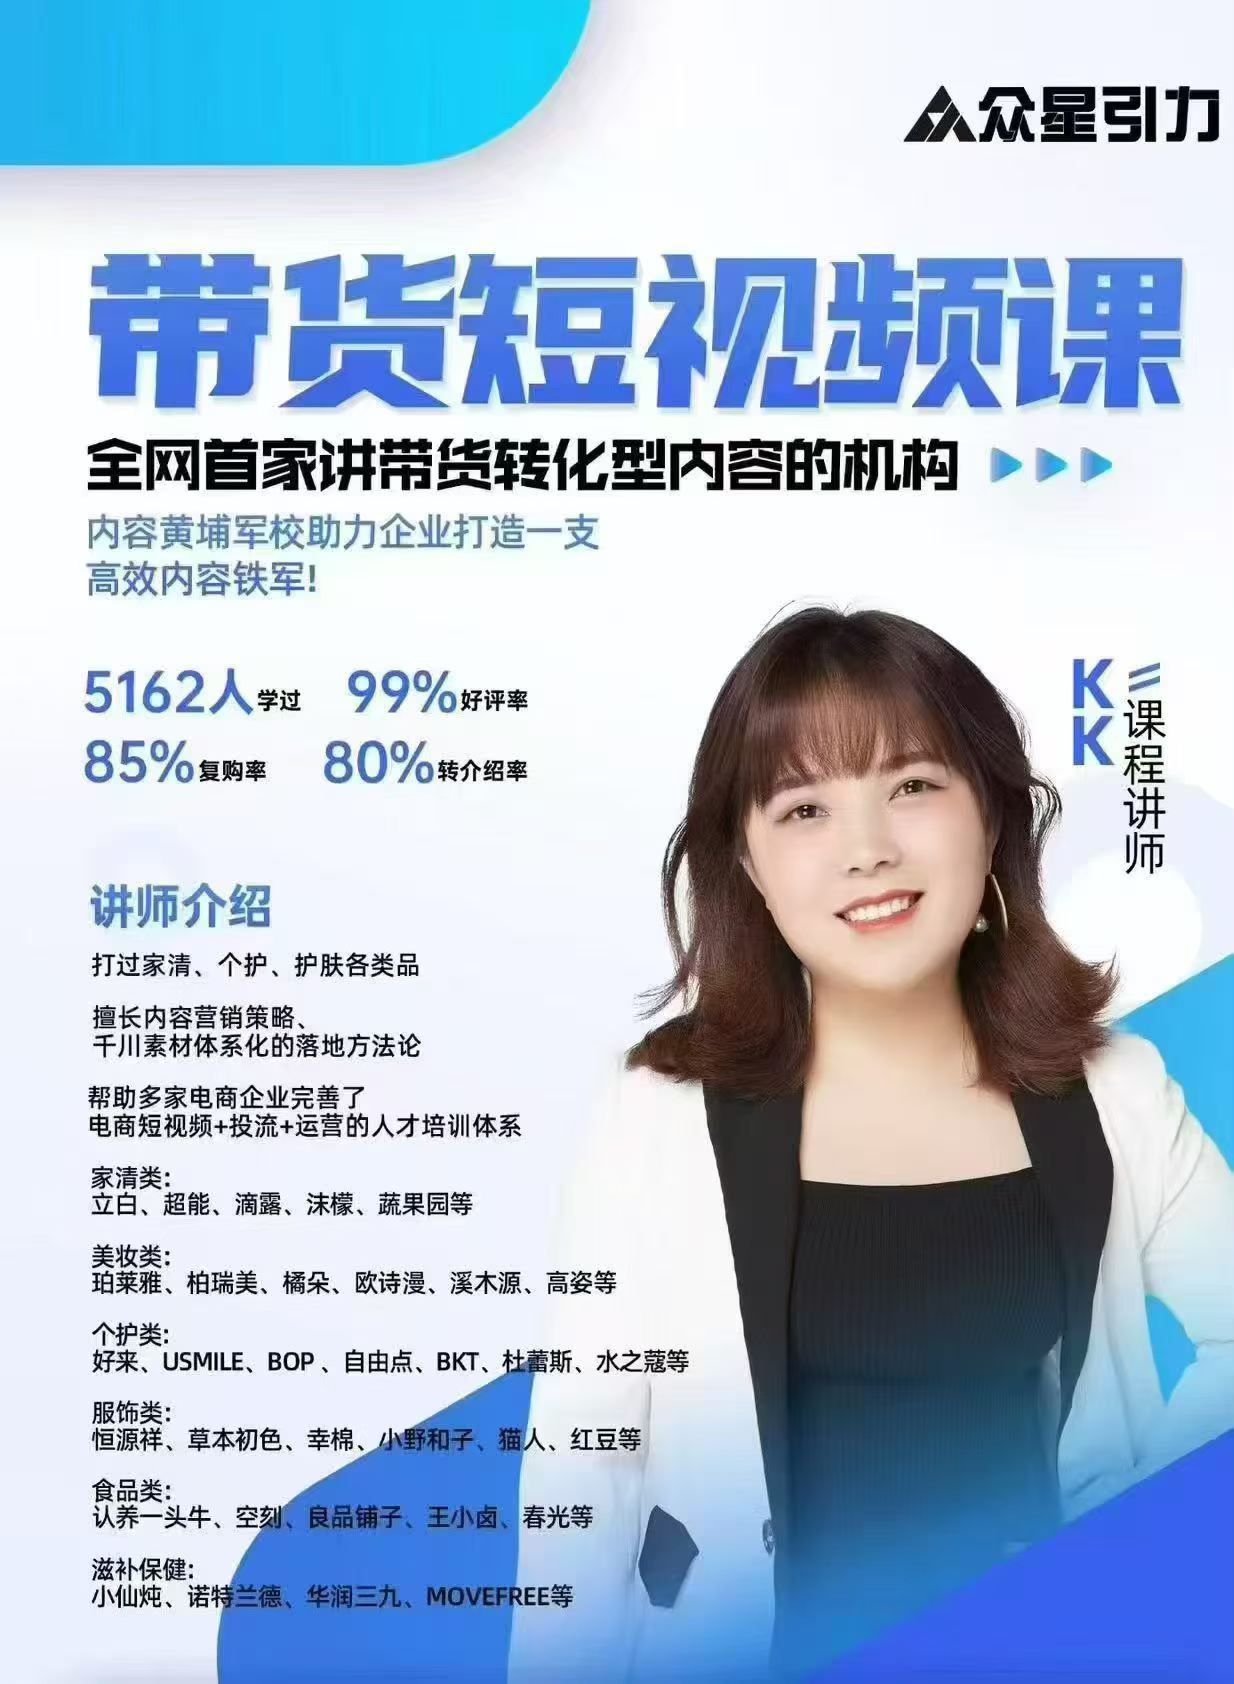 众星引力
带货短视频课
全网首家讲带货转化型内容的机构
内容黄埔军校助力企业打造一支
高效内容铁军!
5162人学过 99%好评率
85%复购率 80%转介绍率
KK
课程讲师
讲师介绍
打过家清、个护、护肤各类品
擅长内容营销策略、
千川素材体系化的落地方法论
帮助多家电商企业完善了
电商短视频+投流+运营的人才培训体系
家清类:
立白、超能、滴露、沫檬、蔬果园等
美妆类:
珀莱雅、柏瑞美、橘朵、欧诗漫、溪木源、高姿等
个护类:
好来、USMILE、BOP 、自由点、BKT、杜蕾斯、水之蔻等
服饰类:
恒源祥、草本初色、幸棉、小野和子、猫人、红豆等
食品类:
认养一头牛、空刻、良品铺子、王小卤、春光等
滋补保健:
小仙炖、诺特兰德、华润三九、MOVEFREE等